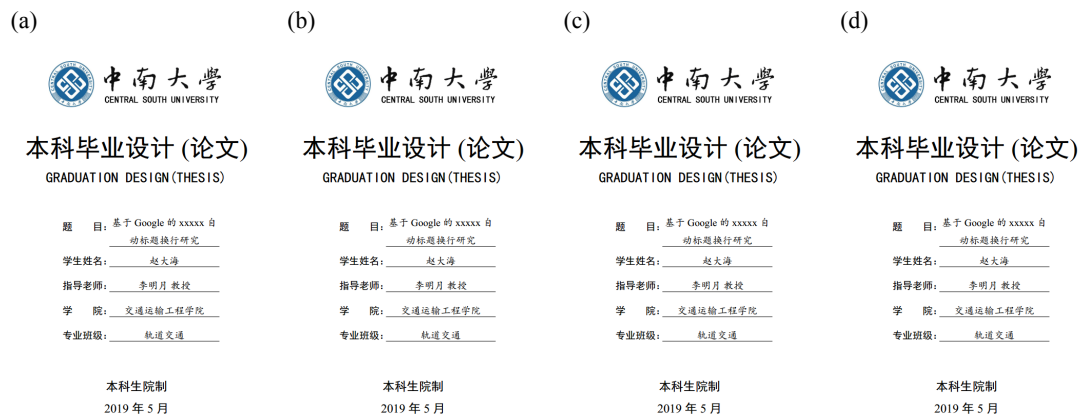 (a)
中南大学
CENTRAL SOUTH UNIVERSITY
本科毕业设计 (论文)
GRADUATION DESIGN(THESIS)
题 目：基于 Google 的 xxxxx 自
动标题换行研究
学生姓名：赵大海
指导老师：李明月 教授
学 院：交通运输工程学院
专业班级：轨道交通
本科生院制
2019 年 5 月
(b)
中南大学
CENTRAL SOUTH UNIVERSITY
本科毕业设计 (论文)
GRADUATION DESIGN(THESIS)
题 目：基于 Google 的 xxxxx 自
动标题换行研究
学生姓名：赵大海
指导老师：李明月 教授
学 院：交通运输工程学院
专业班级：轨道交通
本科生院制
2019 年 5 月
(c)
中南大学
CENTRAL SOUTH UNIVERSITY
本科毕业设计 (论文)
GRADUATION DESIGN(THESIS)
题 目：基于 Google 的 xxxxx 自
动标题换行研究
学生姓名：赵大海
指导老师：李明月 教授
学 院：交通运输工程学院
专业班级：轨道交通
本科生院制
2019 年 5 月
(d)
中南大学
CENTRAL SOUTH UNIVERSITY
本科毕业设计 (论文)
GRADUATION DESIGN(THESIS)
题 目：基于 Google 的 xxxxx 自
动标题换行研究
学生姓名：赵大海
指导老师：李明月 教授
学 院：交通运输工程学院
专业班级：轨道交通
本科生院制
2019 年 5 月